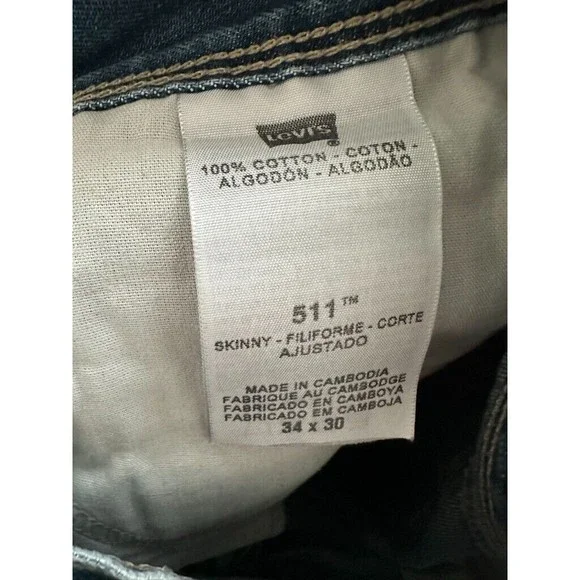 LEVI'S®
100% COTTON - COTON -
ALGODÓN - ALGODÃO
511™
SKINNY - FILIFORME - CORTE
AJUSTADO
MADE IN CAMBODIA
FABRIQUE AU CAMBODGE
FABRICADO EN CAMBOYA
FABRICADO EM CAMBOJA
34 x 30